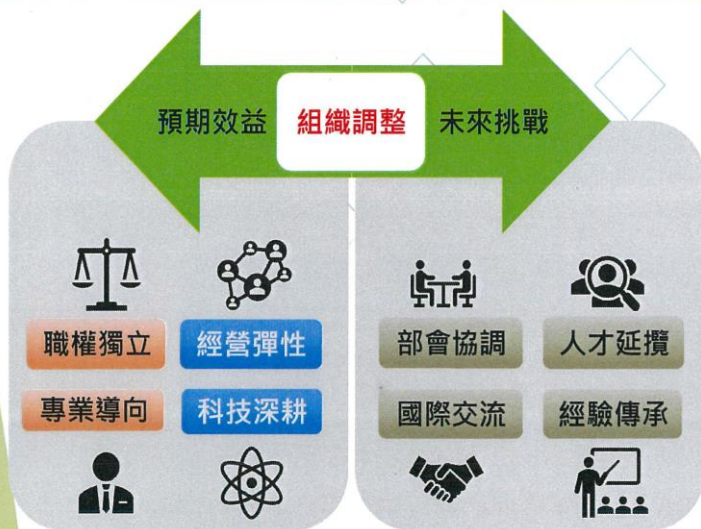 預期效益 組織調整 未來挑戰
職權獨立 經營彈性
部會協調 人才延攬
專業導向 科技深耕
國際交流 經驗傳承